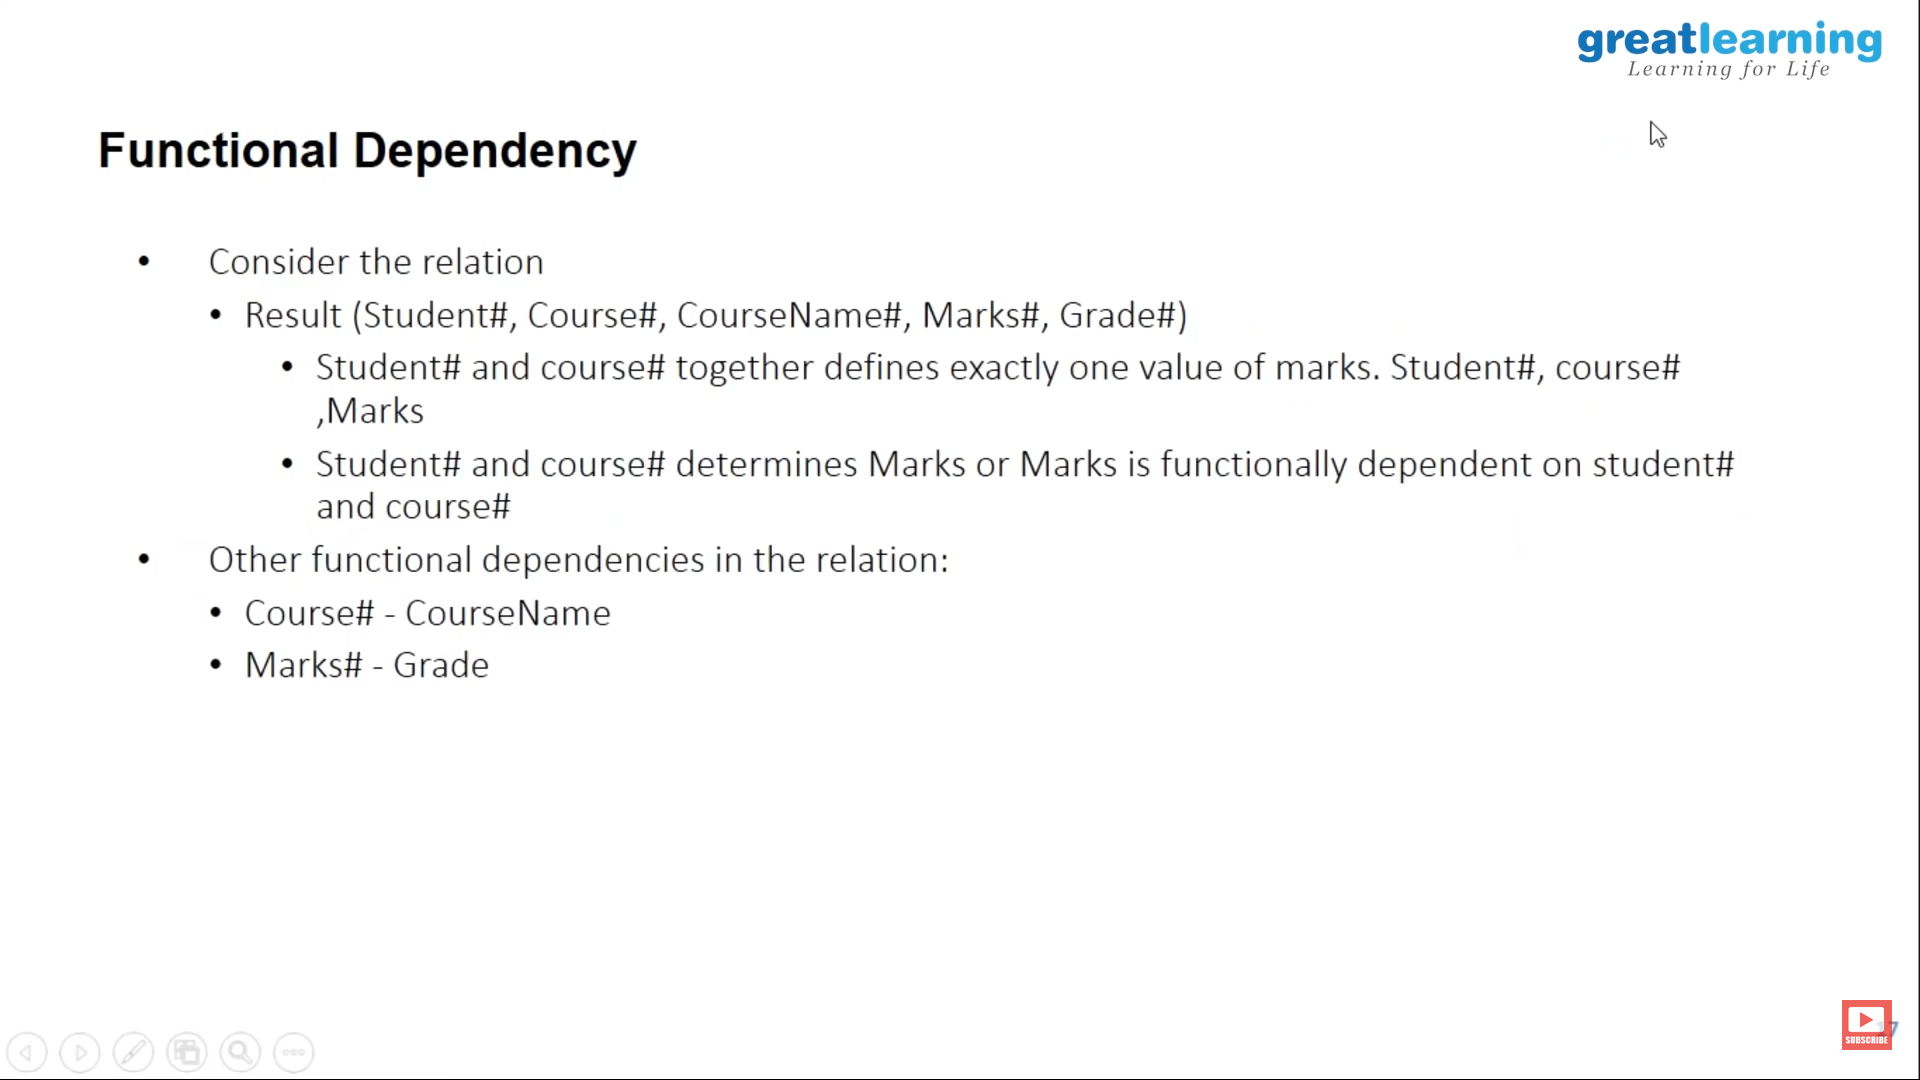 greatlearning
Learning for Life
Functional Dependency
• Consider the relation
• Result (Student#, Course#, CourseName#, Marks#, Grade#)
• Student# and course# together defines exactly one value of marks. Student#, course#
,Marks
• Student# and course# determines Marks or Marks is functionally dependent on student#
and course#
• Other functional dependencies in the relation:
• Course# - CourseName
• Marks# - Grade
SUBSCRIBE